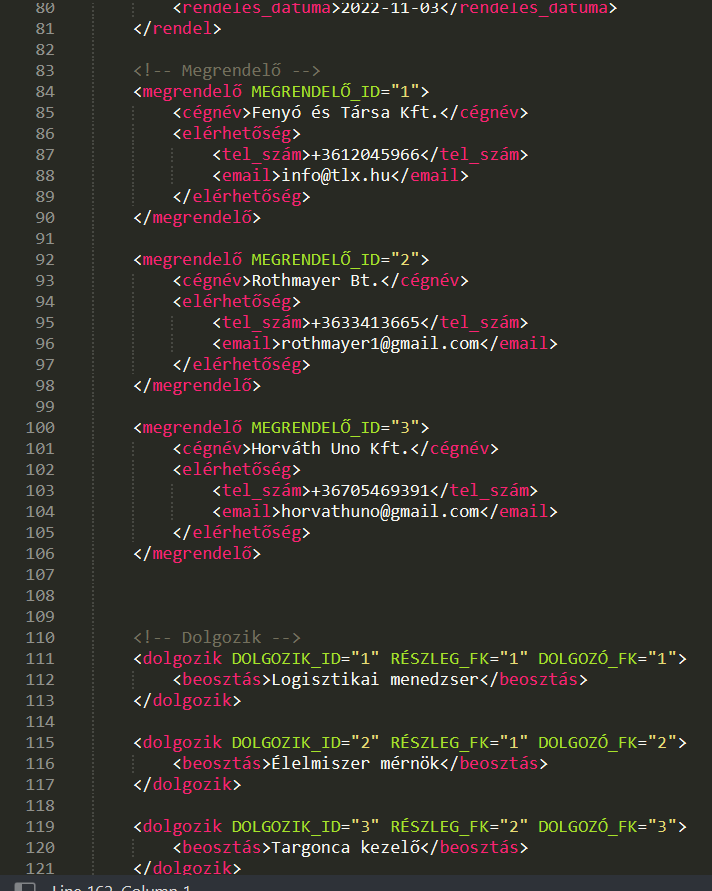 80 <rendeles_datuma>2022-11-03</rendeles_datuma>
81 </rendel>
82
83 <!-- Megrendelő -->
84 <megrendelő MEGRENDELŐ_ID="1">
85 <cégnév>Fenyó és Társa Kft.</cégnév>
86 <elérhetőség>
87 <tel_szám>+3612045966</tel_szám>
88 <email>info@tlx.hu</email>
89 </elérhetőség>
90 </megrendelő>
91
92 <megrendelő MEGRENDELŐ_ID="2">
93 <cégnév>Rothmayer Bt.</cégnév>
94 <elérhetőség>
95 <tel_szám>+3633413665</tel_szám>
96 <email>rothmayer1@gmail.com</email>
97 </elérhetőség>
98 </megrendelő>
99
100 <megrendelő MEGRENDELŐ_ID="3">
101 <cégnév>Horváth Uno Kft.</cégnév>
102 <elérhetőség>
103 <tel_szám>+36705469391</tel_szám>
104 <email>horvathuno@gmail.com</email>
105 </elérhetőség>
106 </megrendelő>
107
108
109
110 <!-- Dolgozik -->
111 <dolgozik DOLGOZIK_ID="1" RÉSZLEG_FK="1" DOLGOZÓ_FK="1">
112 <beosztás>Logisztikai menedzser</beosztás>
113 </dolgozik>
114
115 <dolgozik DOLGOZIK_ID="2" RÉSZLEG_FK="1" DOLGOZÓ_FK="2">
116 <beosztás>Élelmiszer mérnök</beosztás>
117 </dolgozik>
118
119 <dolgozik DOLGOZIK_ID="3" RÉSZLEG_FK="2" DOLGOZÓ_FK="3">
120 <beosztás>Targonca kezelő</beosztás>
121 </dolgozik>
Line 162, Column 1